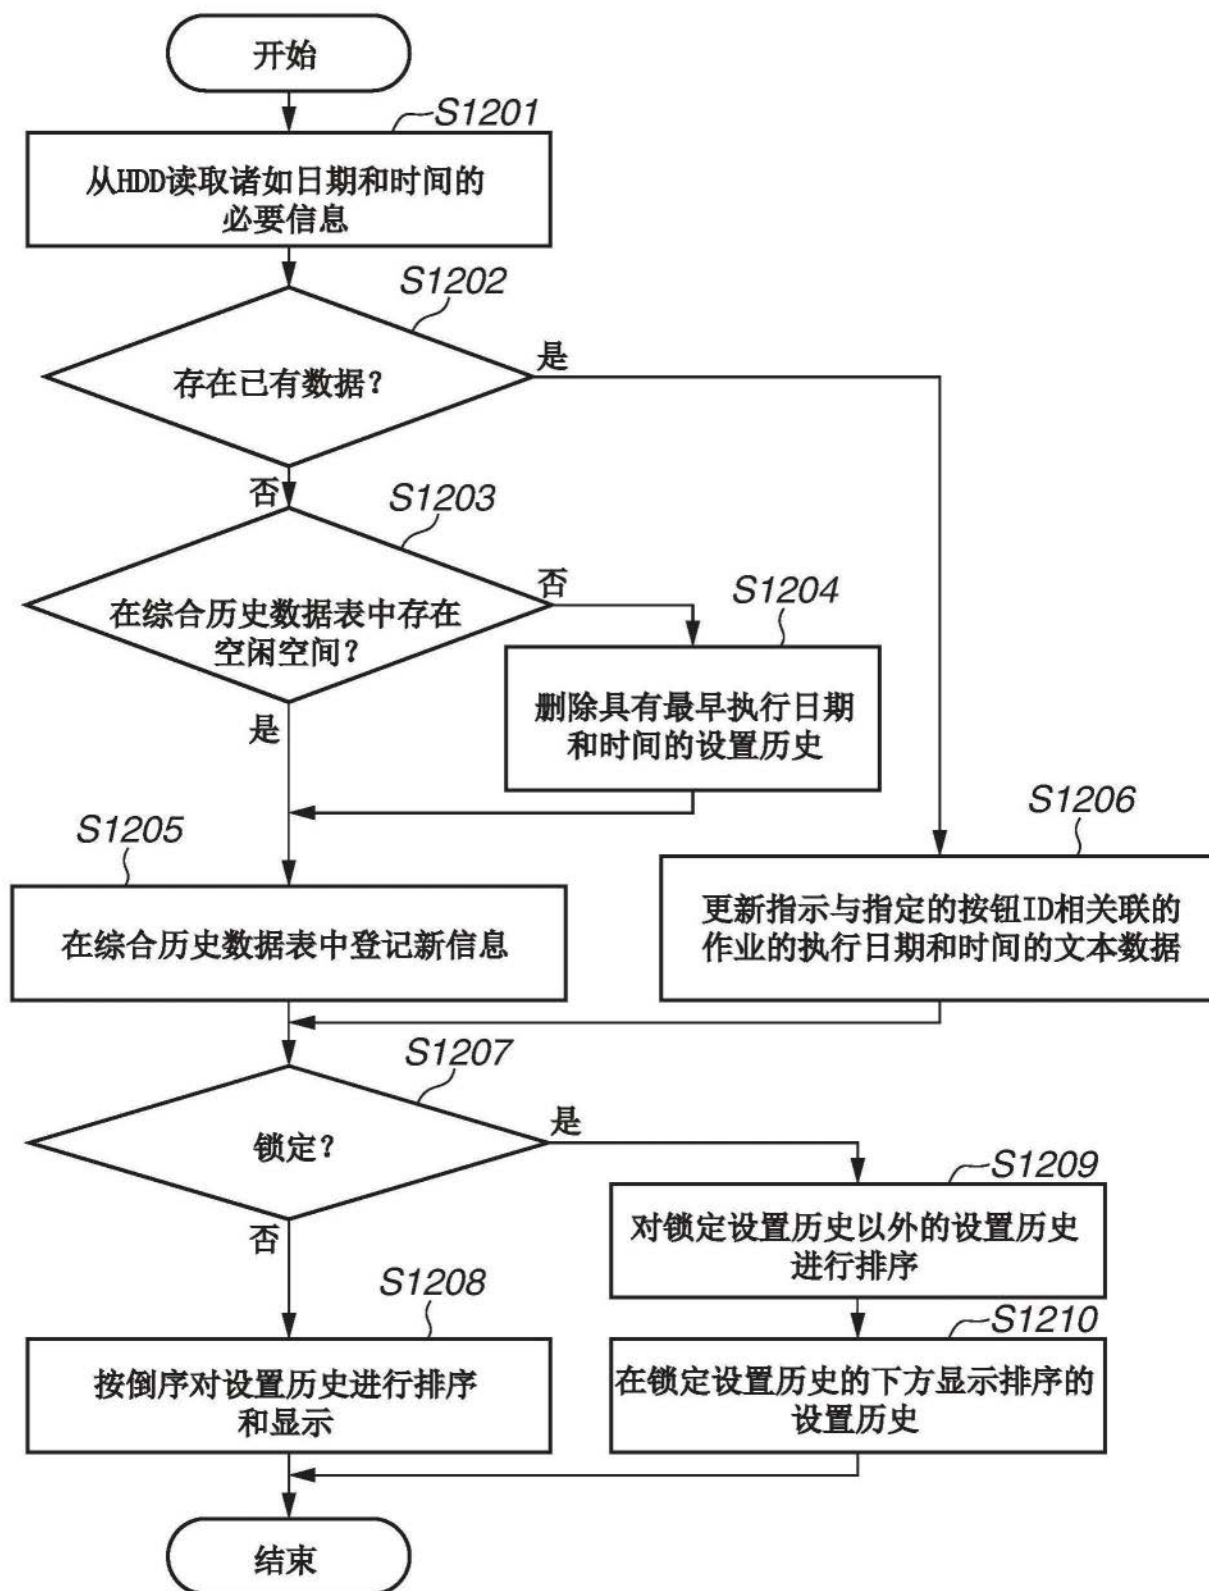 开始
S1201
从HDD读取诸如日期和时间的
必要信息
S1202
存在已有数据？
是
否
S1203
在综合历史数据表中存在
空闲空间？
否
是
S1204
删除具有最早执行日期
和时间的设置历史
S1205
在综合历史数据表中登记新信息
S1206
更新指示与指定的按钮ID相关联的
作业的执行日期和时间的文本数据
S1207
锁定？
是
否
S1209
对锁定设置历史以外的设置历史
进行排序
S1208
按倒序对设置历史进行排序
和显示
S1210
在锁定设置历史的下方显示排序的
设置历史
结束